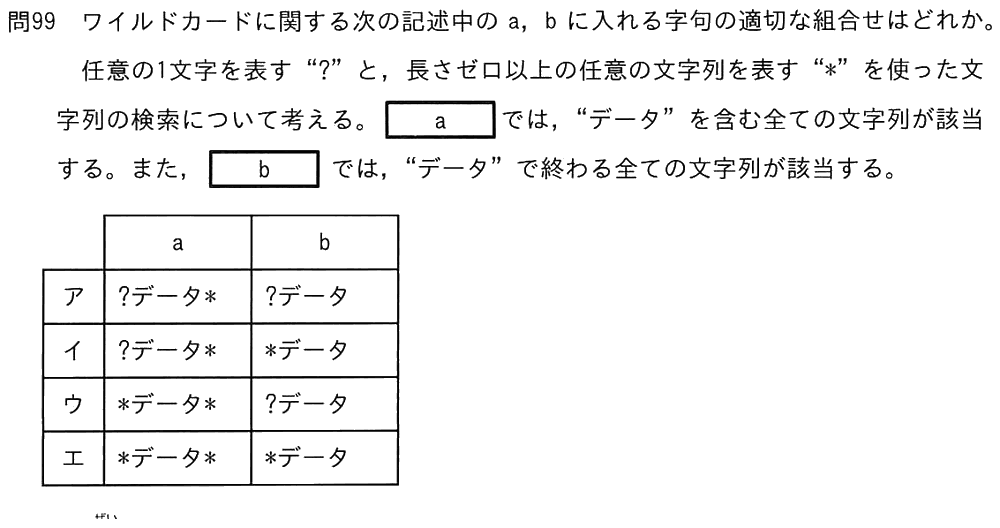 問99 ワイルドカードに関する次の記述中の a，b に入れる字句の適切な組合せはどれか。
任意の1文字を表す“?”と，長さゼロ以上の任意の文字列を表す“*”を使った文
字列の検索について考える。 a では，“データ”を含む全ての文字列が該当
する。また， b では，“データ”で終わる全ての文字列が該当する。
a b
ア ?データ* ?データ
イ ?データ* *データ
ウ *データ* ?データ
エ *データ* *データ
ぜい